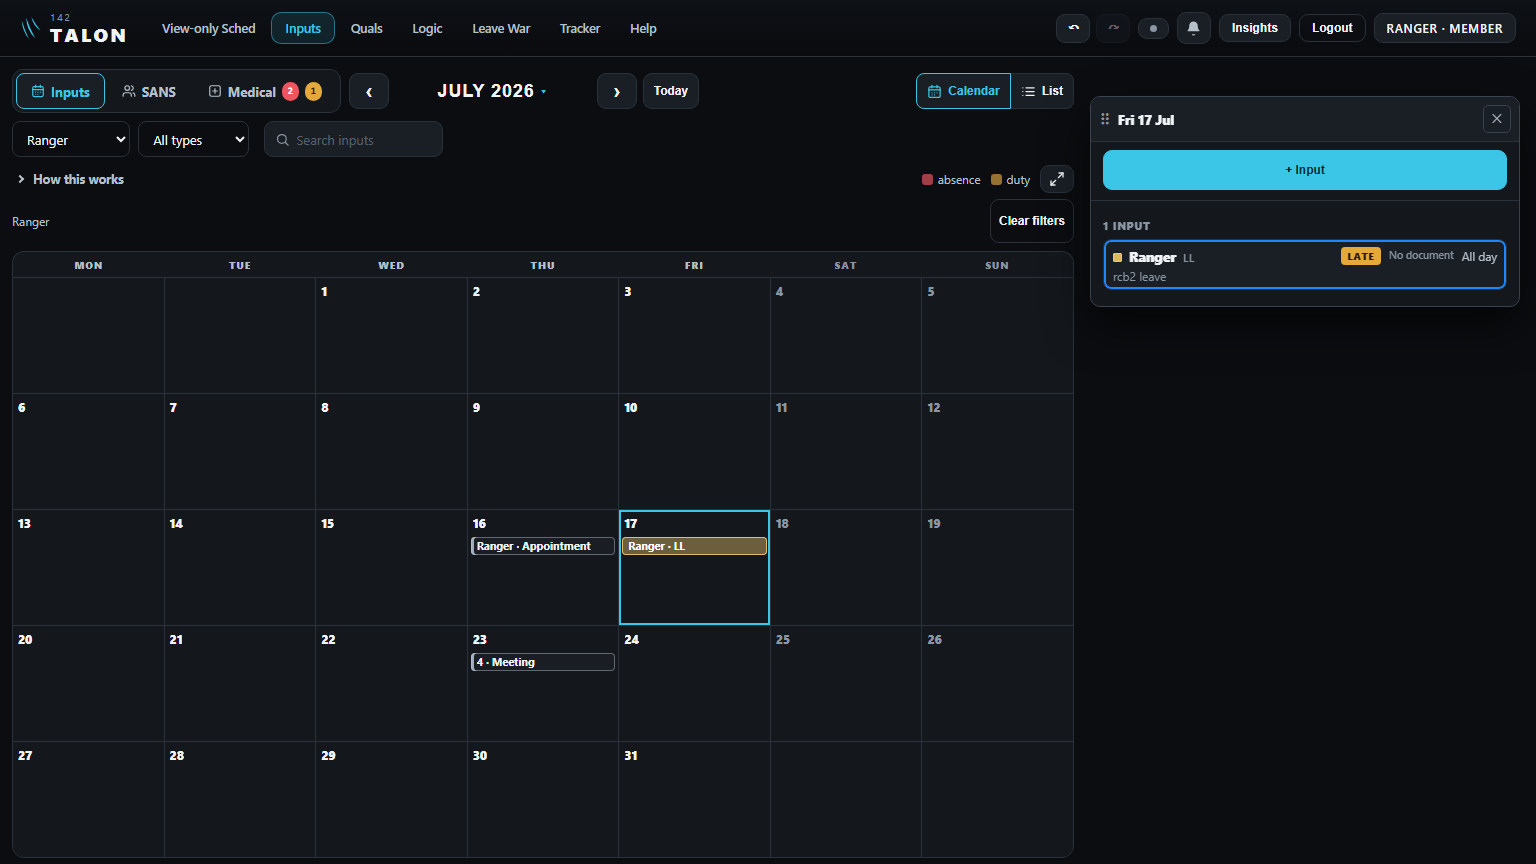 142
TALON
View-only Sched
Inputs
Quals
Logic
Leave War
Tracker
Help
Insights
Logout
RANGER · MEMBER
Inputs
SANS
Medical 2 1
‹
JULY 2026
›
Today
Calendar
List
Ranger
All types
Search inputs
How this works
absence
duty
Ranger
Clear filters
MON TUE WED THU FRI SAT SUN
1 2 3 4 5
6 7 8 9 10 11 12
13 14 15 16 17 18 19
Ranger · Appointment
Ranger · LL
20 21 22 23 24 25 26
4 · Meeting
27 28 29 30 31
Fri 17 Jul
+ Input
1 INPUT
Ranger LL LATE No document All day
rcb2 leave